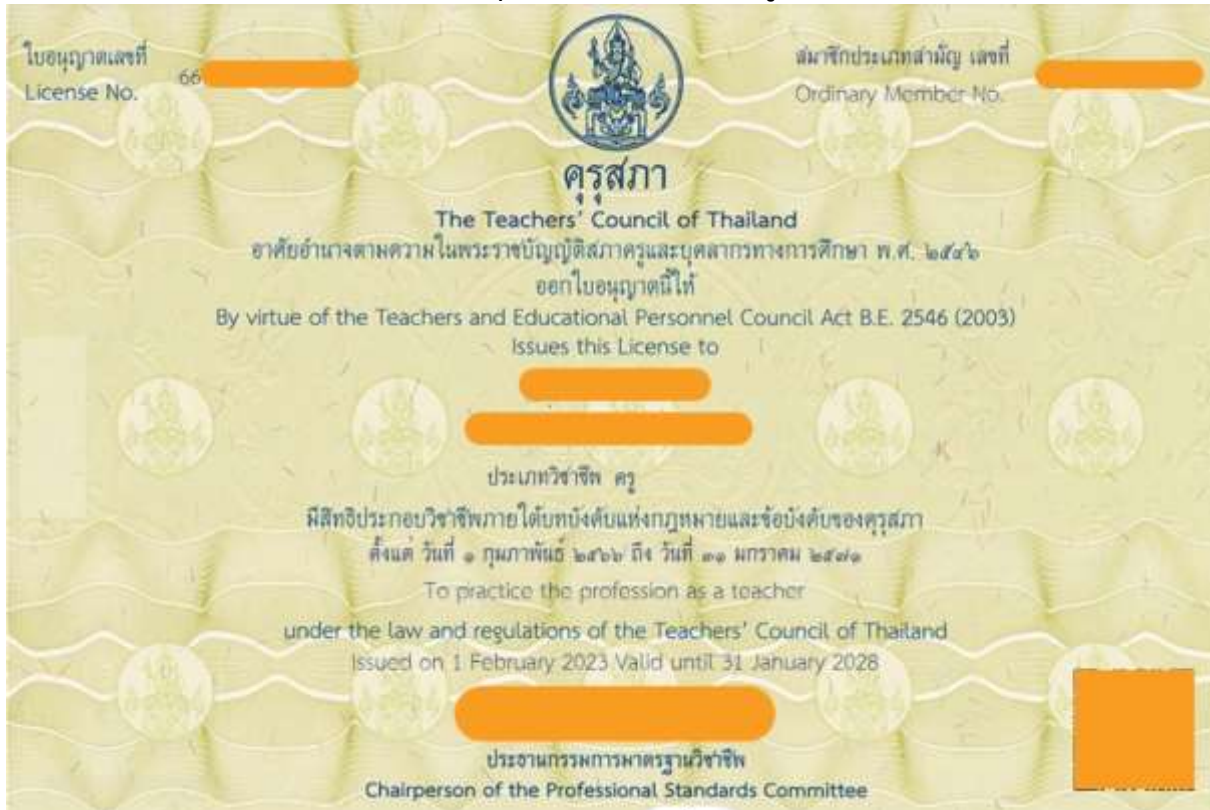 ใบอนุญาตเลขที่
License No. 66
สมาชิกประเภทสามัญ เลขที่
Ordinary Member No.
คุรุสภา
The Teachers' Council of Thailand
อาศัยอำนาจตามความในพระราชบัญญัติสภาครูและบุคลากรทางการศึกษา พ.ศ. ๒๕๔๖
ออกใบอนุญาตนี้ให้
By virtue of the Teachers and Educational Personnel Council Act B.E. 2546 (2003)
Issues this License to
ประเภทวิชาชีพ ครู
มีสิทธิประกอบวิชาชีพภายใต้บทบังคับแห่งกฎหมายและข้อบังคับของคุรุสภา
ตั้งแต่ วันที่ ๑ กุมภาพันธ์ ๒๕๖๖ ถึง วันที่ ๓๑ มกราคม ๒๕๗๑
To practice the profession as a teacher
under the law and regulations of the Teachers' Council of Thailand
Issued on 1 February 2023 Valid until 31 January 2028
ประธานกรรมการมาตรฐานวิชาชีพ
Chairperson of the Professional Standards Committee